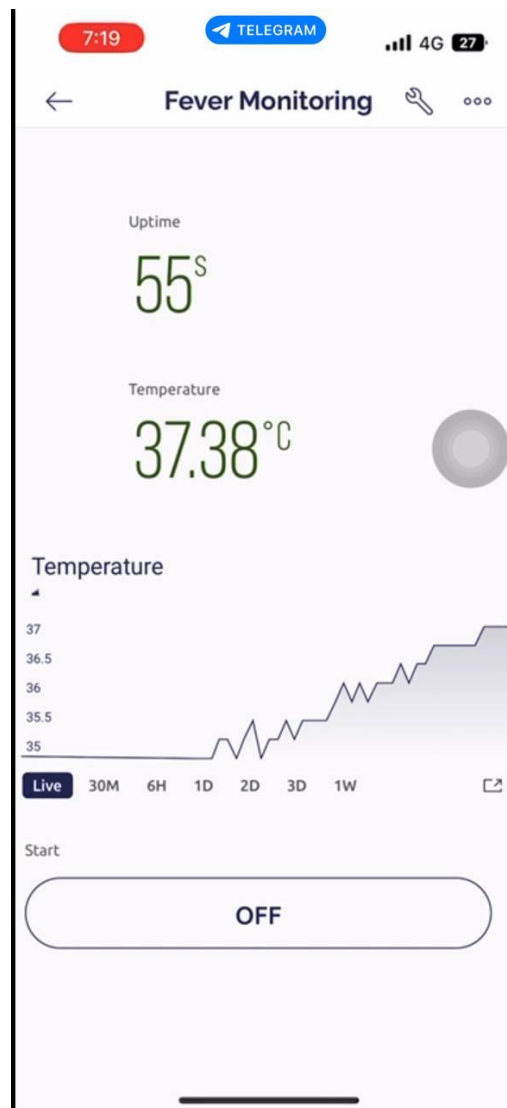 7:19 TELEGRAM 4G 27
Fever Monitoring
Uptime
55 S
Temperature
37.38 °C
Temperature
37
36.5
36
35.5
35
Live 30M 6H 1D 2D 3D 1W
Start
OFF